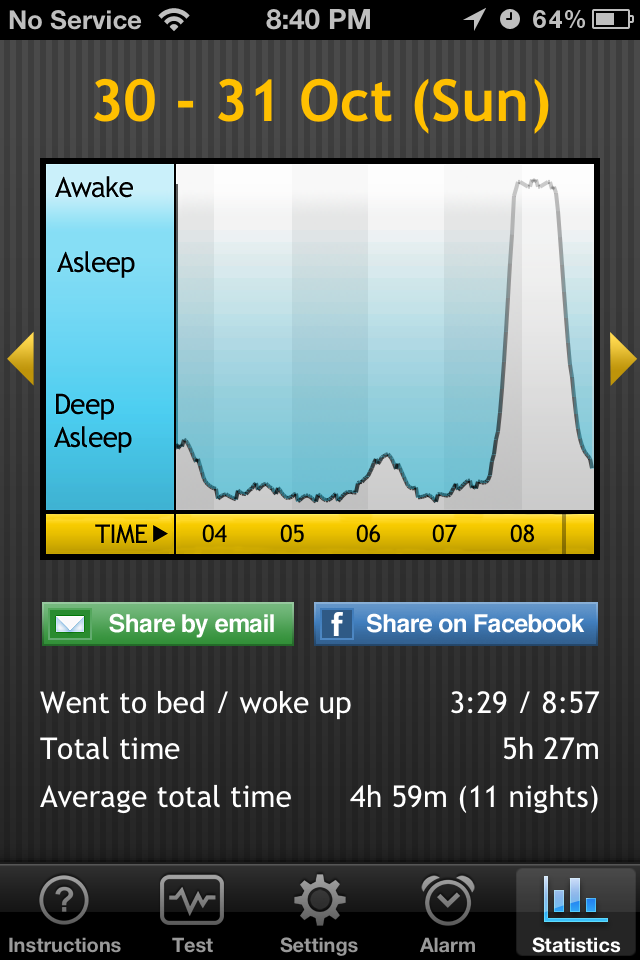 No Service 8:40 PM 64%
30 - 31 Oct (Sun)
Awake
Asleep
Deep
Asleep
TIME 04 05 06 07 08
Share by email f Share on Facebook
Went to bed / woke up 3:29 / 8:57
Total time 5h 27m
Average total time 4h 59m (11 nights)
?
Instructions Test Settings Alarm Statistics